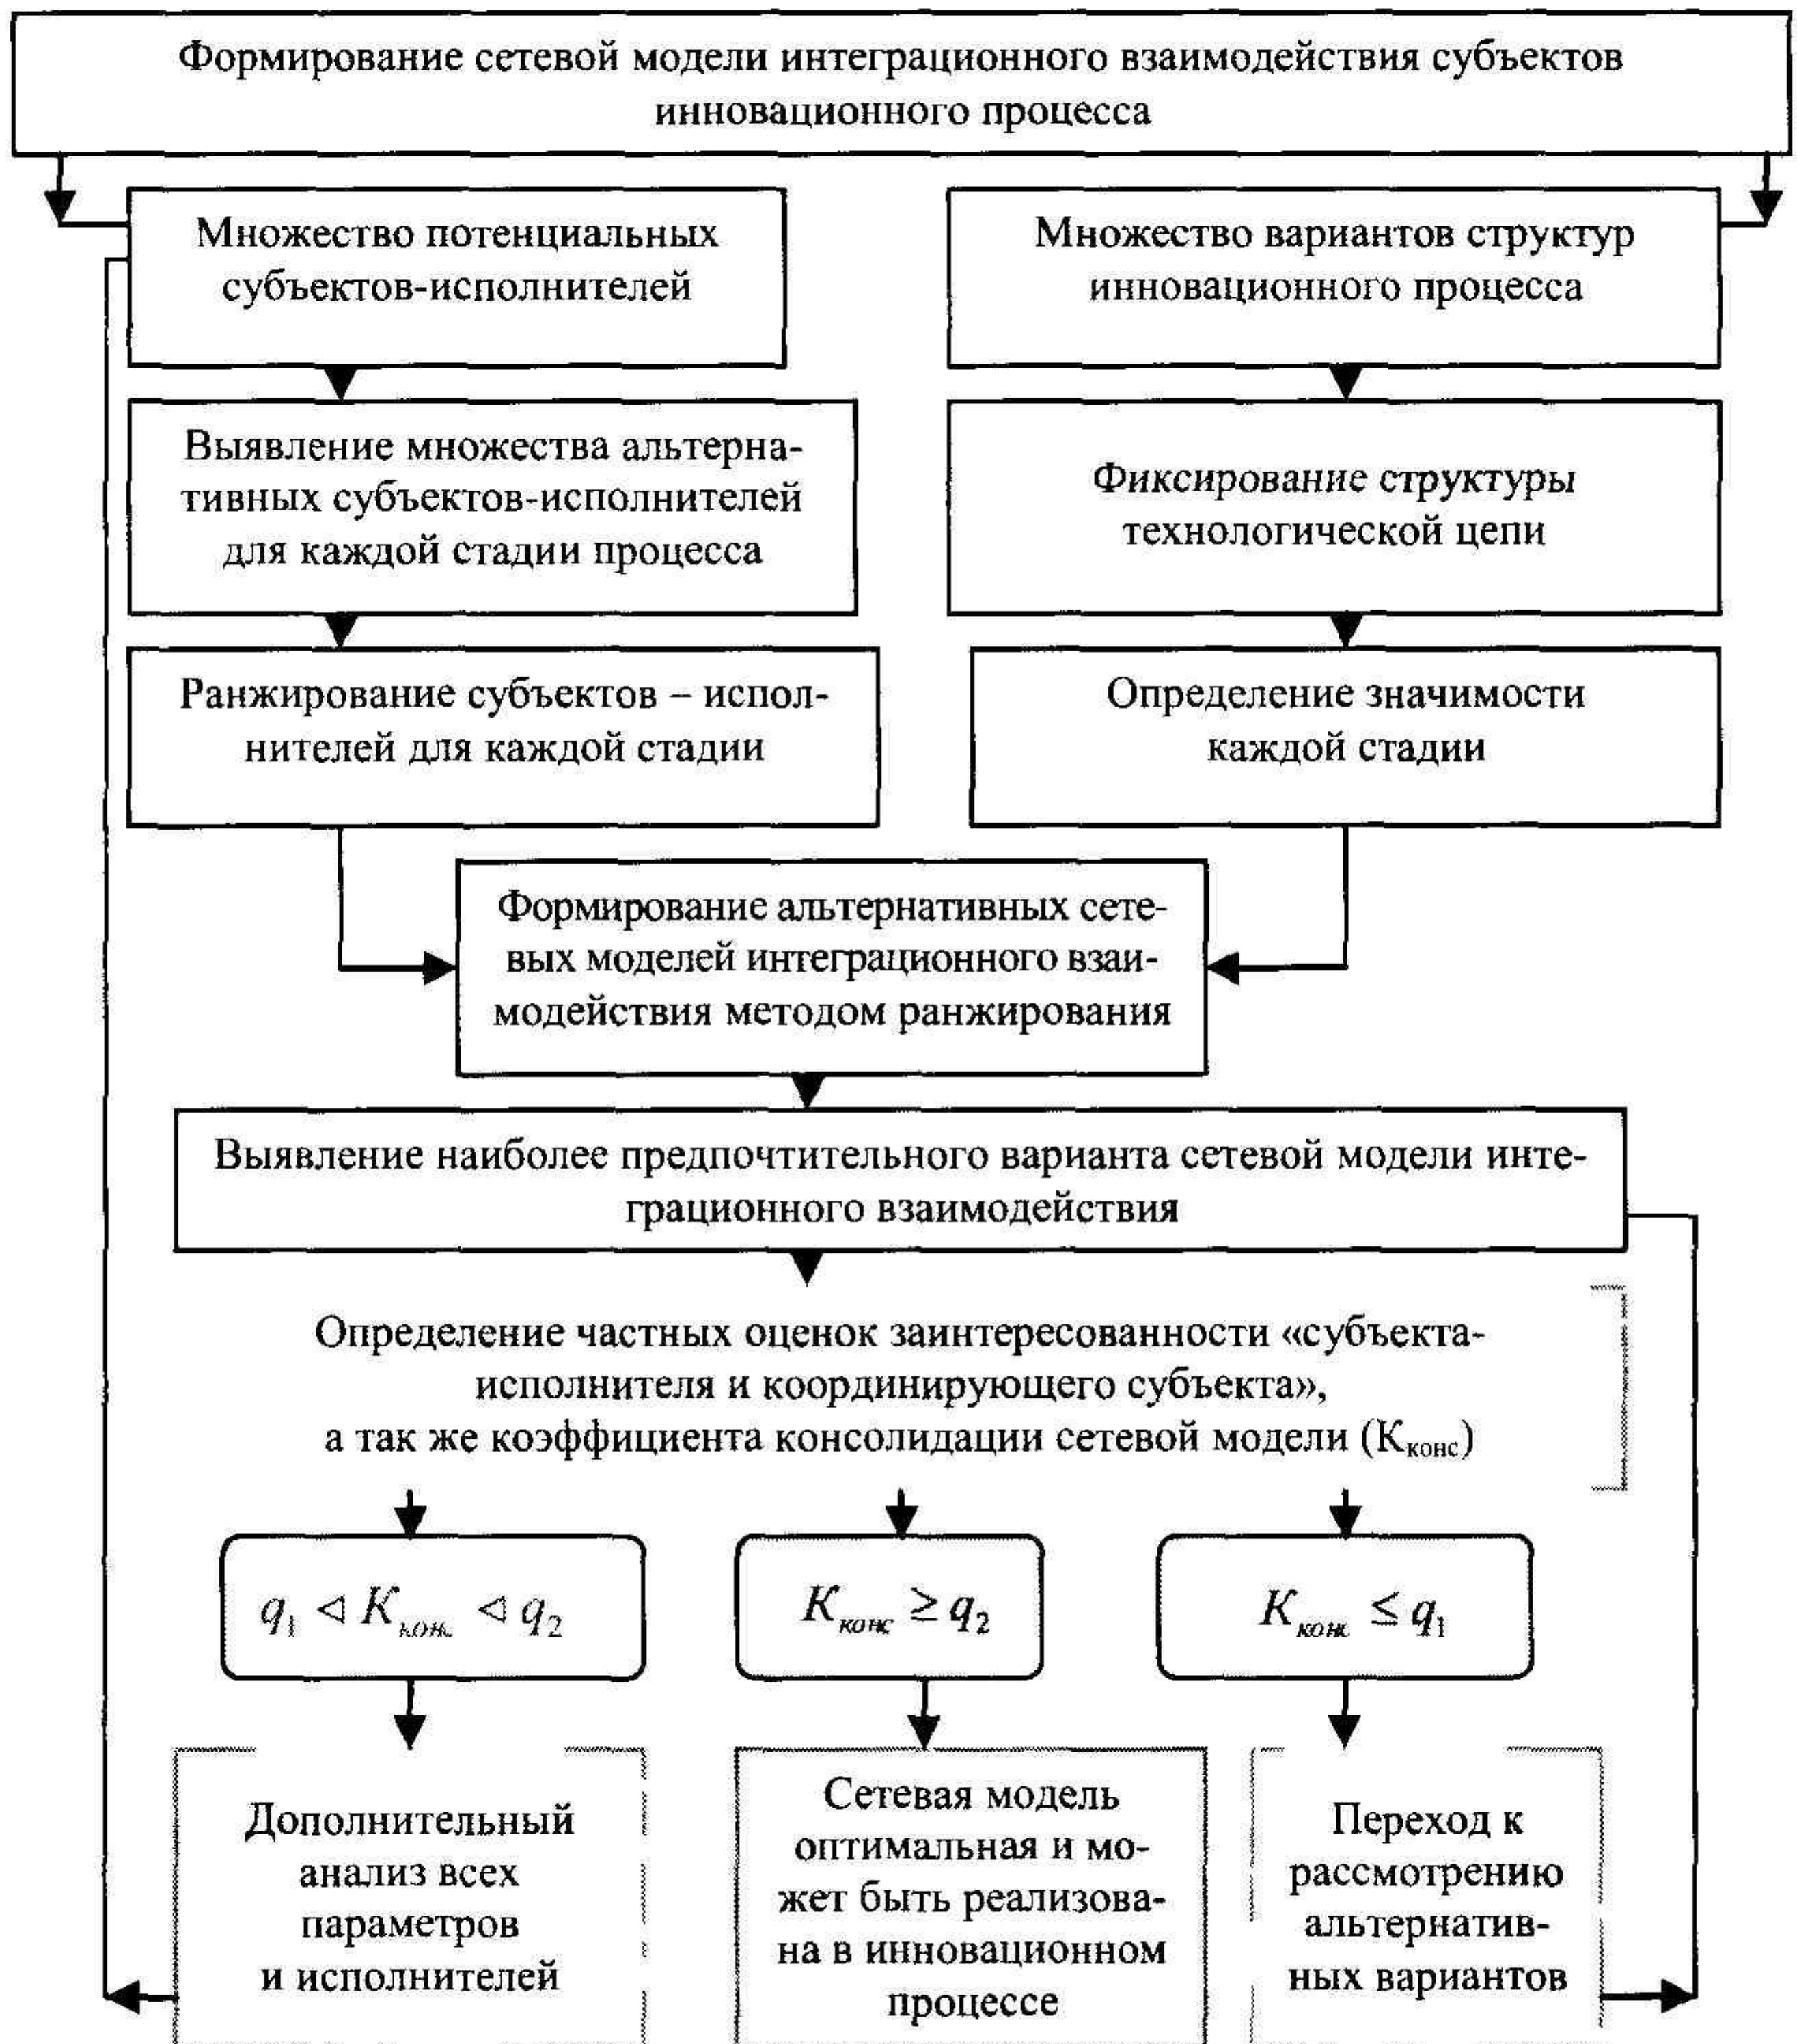 Формирование сетевой модели интеграционного взаимодействия субъектов
инновационного процесса
Множество потенциальных
субъектов-исполнителей
Множество вариантов структур
инновационного процесса
Выявление множества альтерна-
тивных субъектов-исполнителей
для каждой стадии процесса
Фиксирование структуры
технологической цепи
Ранжирование субъектов – испол-
нителей для каждой стадии
Определение значимости
каждой стадии
Формирование альтернативных сете-
вых моделей интеграционного взаи-
модействия методом ранжирования
Выявление наиболее предпочтительного варианта сетевой модели инте-
грационного взаимодействия
Определение частных оценок заинтересованности «субъекта-
исполнителя и координирующего субъекта»,
а так же коэффициента консолидации сетевой модели (Kконс)
q₁ ⊲ Kконс ⊲ q₂
Kконс ≥ q₂
Kконс ≤ q₁
Дополнительный
анализ всех
параметров
и исполнителей
Сетевая модель
оптимальная и мо-
жет быть реализова-
на в инновационном
процессе
Переход к
рассмотрению
альтернатив-
ных вариантов